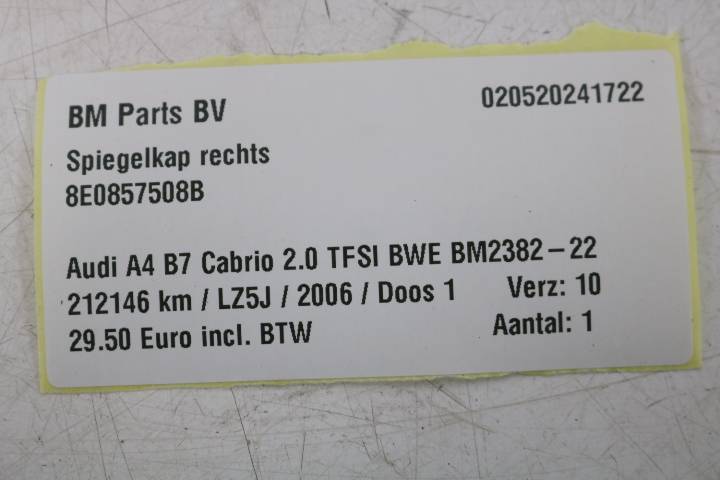 BM Parts BV 020520241722
Spiegelkap rechts
8E0857508B
Audi A4 B7 Cabrio 2.0 TFSI BWE BM2382-22
212146 km / LZ5J / 2006 / Doos 1 Verz: 10
29.50 Euro incl. BTW Aantal: 1